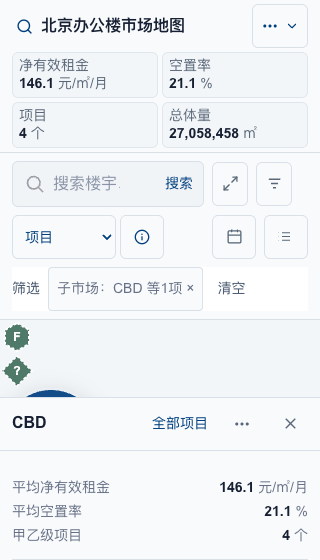 北京办公楼市场地图
净有效租金
146.1 元/㎡/月
空置率
21.1 %
项目
4 个
总体量
27,058,458 ㎡
搜索楼宇.
搜索
项目
筛选
子市场: CBD 等1项 ×
清空
F
?
CBD
全部项目
平均净有效租金
146.1 元/㎡/月
平均空置率
21.1 %
甲乙级项目
4 个